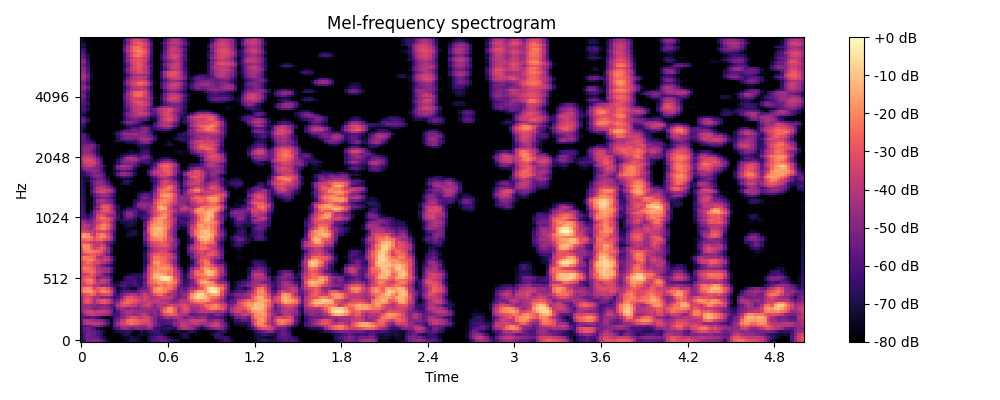 Mel-frequency spectrogram
Hz
4096
2048
1024
512
0
0 0.6 1.2 1.8 2.4 3 3.6 4.2 4.8
Time
+0 dB
-10 dB
-20 dB
-30 dB
-40 dB
-50 dB
-60 dB
-70 dB
-80 dB